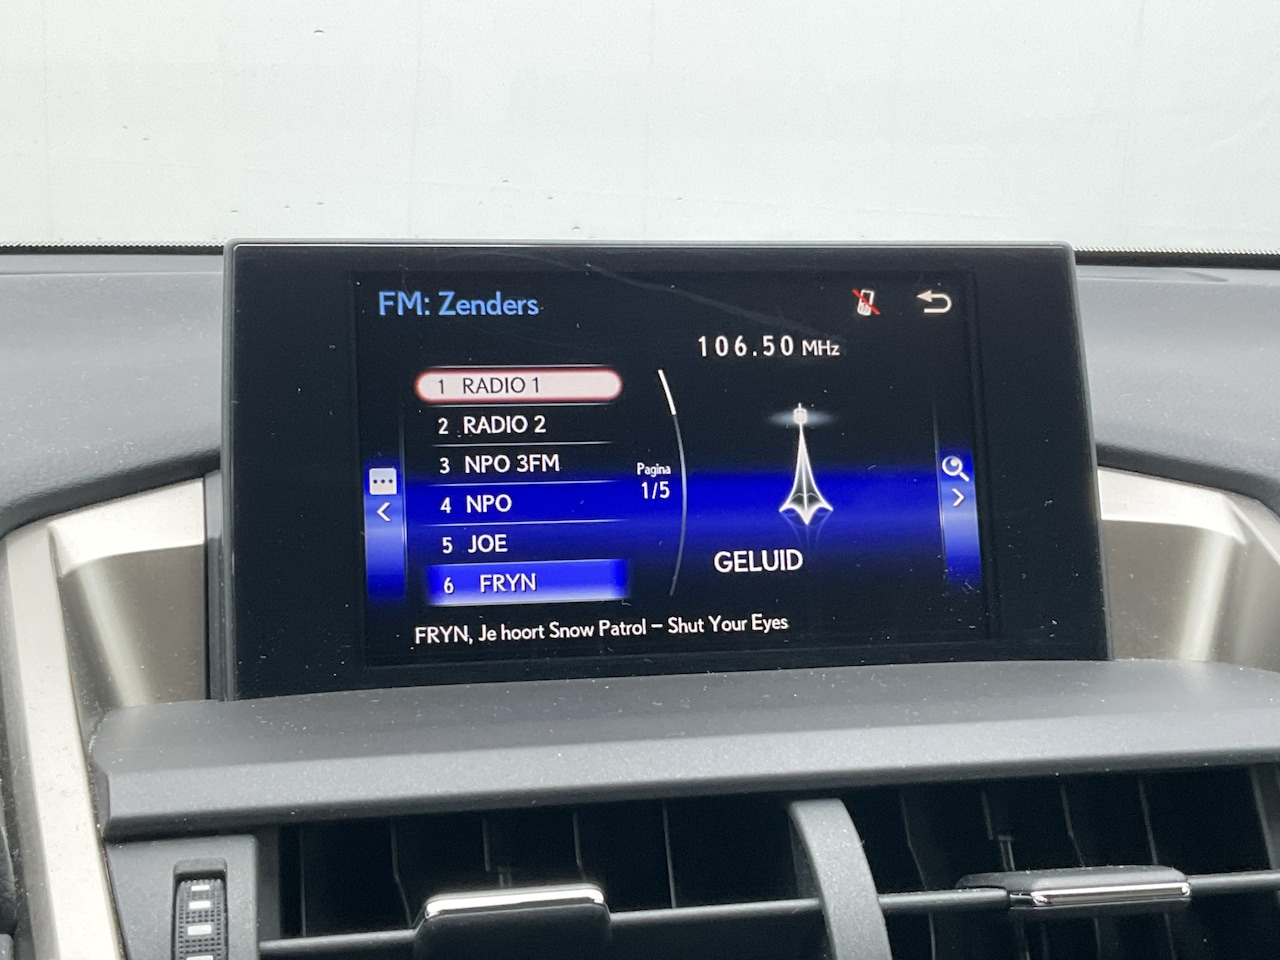 FM: Zenders
106.50 MHz
1 RADIO 1
2 RADIO 2
3 NPO 3FM
4 NPO
5 JOE
6 FRYN
Pagina
1/5
GELUID
FRYN, Je hoort Snow Patrol - Shut Your Eyes